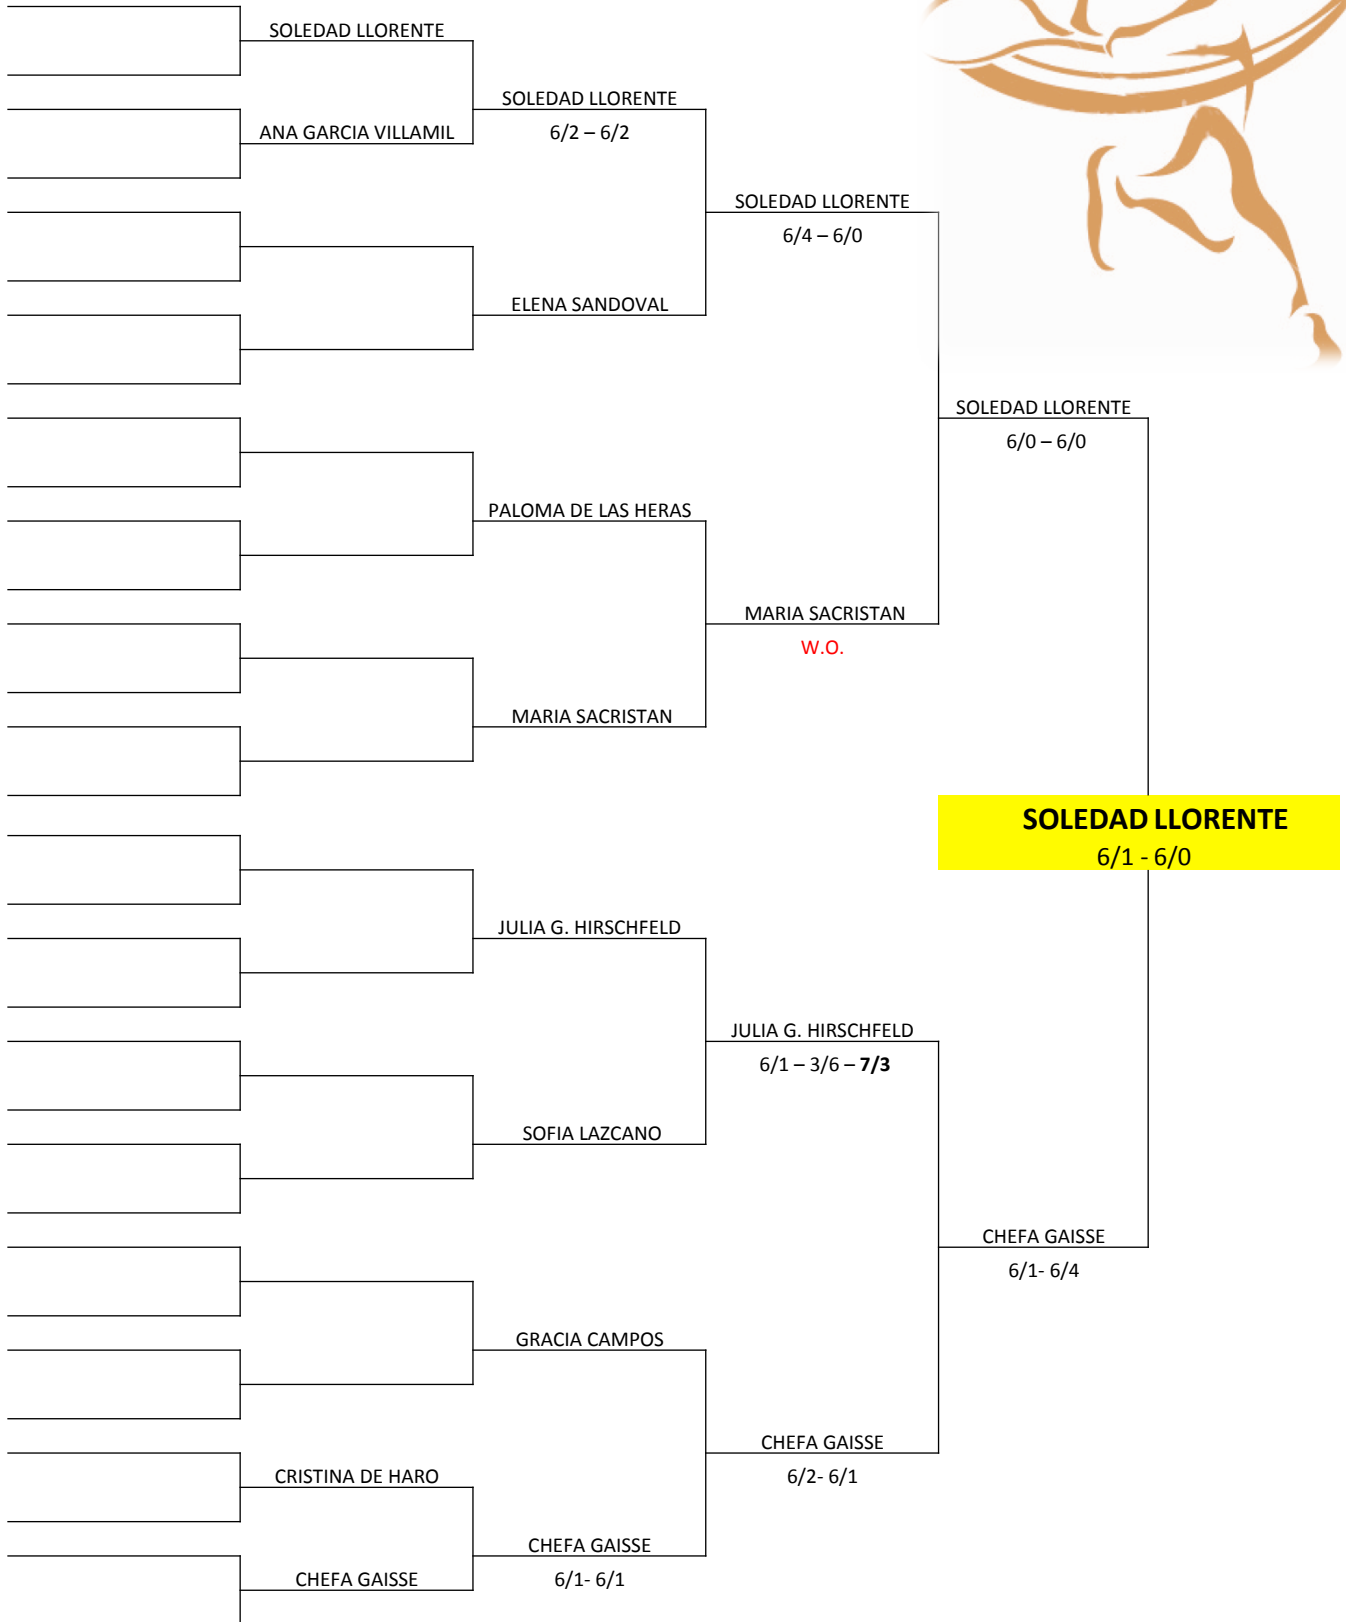 SOLEDAD LLORENTE
SOLEDAD LLORENTE
ANA GARCIA VILLAMIL
6/2 – 6/2
SOLEDAD LLORENTE
6/4 – 6/0
ELENA SANDOVAL
SOLEDAD LLORENTE
6/0 – 6/0
PALOMA DE LAS HERAS
MARIA SACRISTAN
W.O.
MARIA SACRISTAN
SOLEDAD LLORENTE
6/1 - 6/0
JULIA G. HIRSCHFELD
JULIA G. HIRSCHFELD
6/1 – 3/6 – 7/3
SOFIA LAZCANO
CHEFA GAISSE
6/1- 6/4
GRACIA CAMPOS
CHEFA GAISSE
6/2- 6/1
CRISTINA DE HARO
CHEFA GAISSE
6/1- 6/1
CHEFA GAISSE